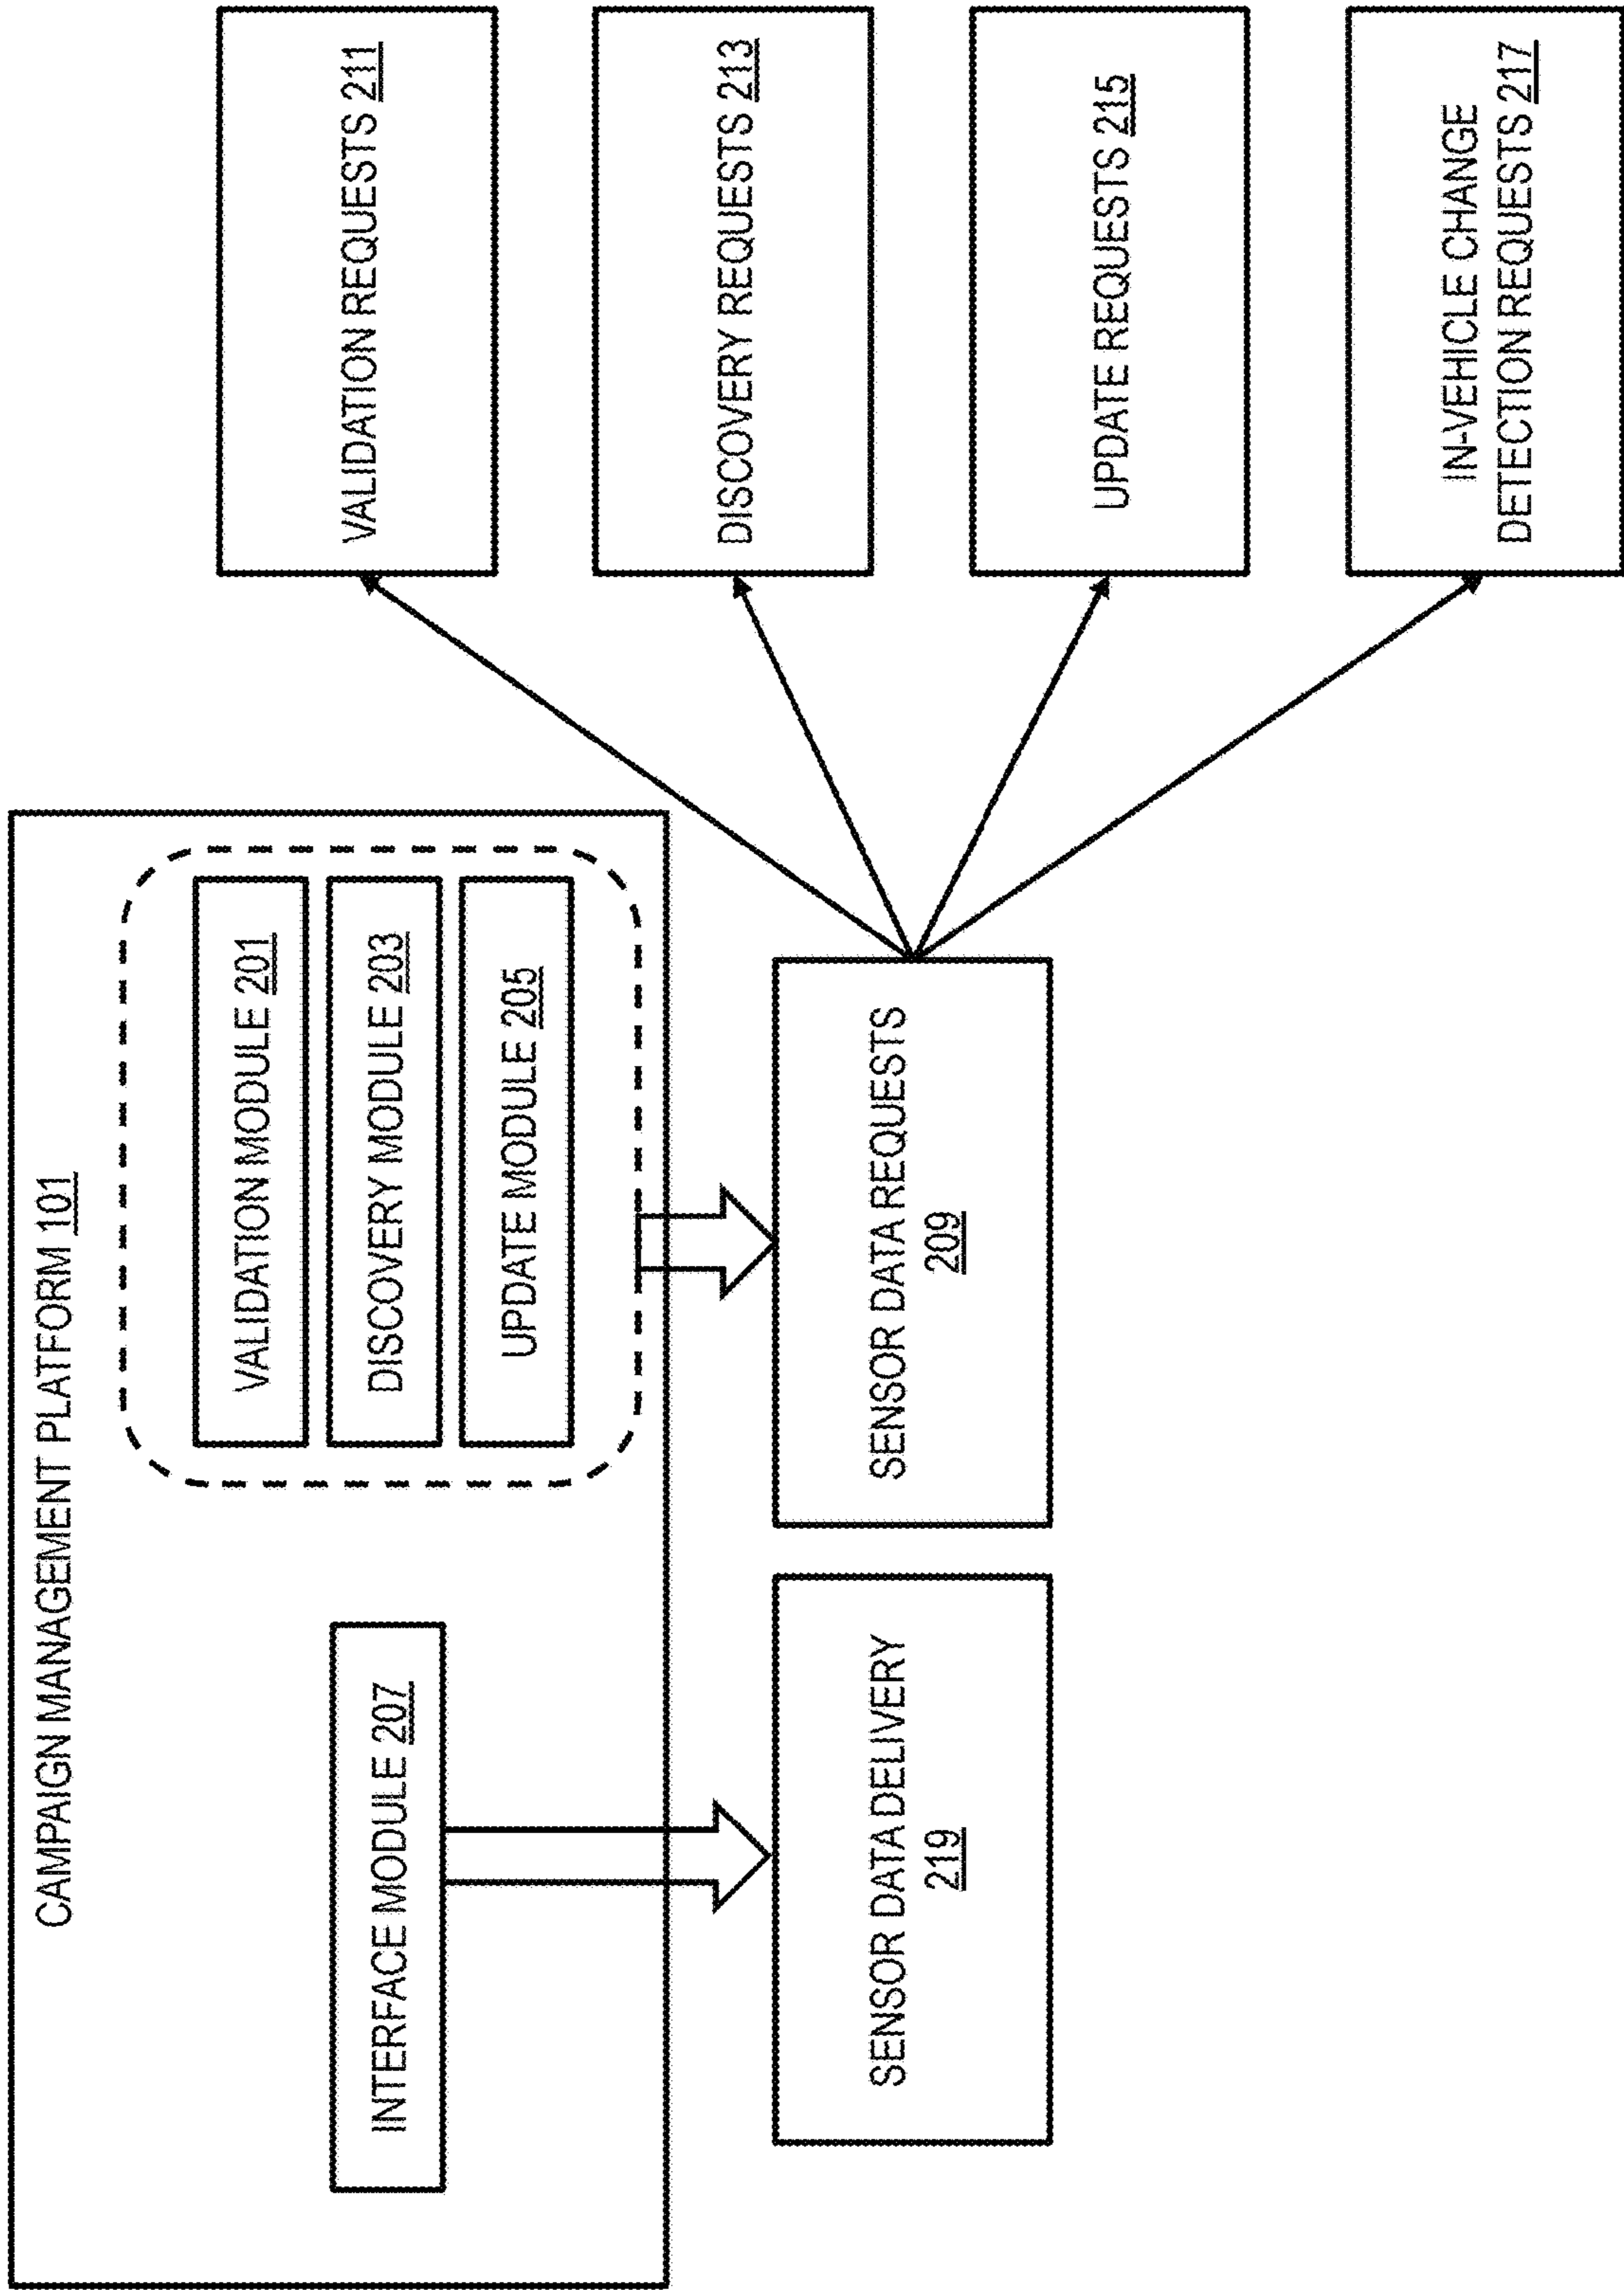 CAMPAIGN MANAGEMENT PLATFORM 101
INTERFACE MODULE 207
VALIDATION MODULE 201
DISCOVERY MODULE 203
UPDATE MODULE 205
SENSOR DATA DELIVERY
219
SENSOR DATA REQUESTS
209
VALIDATION REQUESTS 211
DISCOVERY REQUESTS 213
UPDATE REQUESTS 215
IN-VEHICLE CHANGE
DETECTION REQUESTS 217